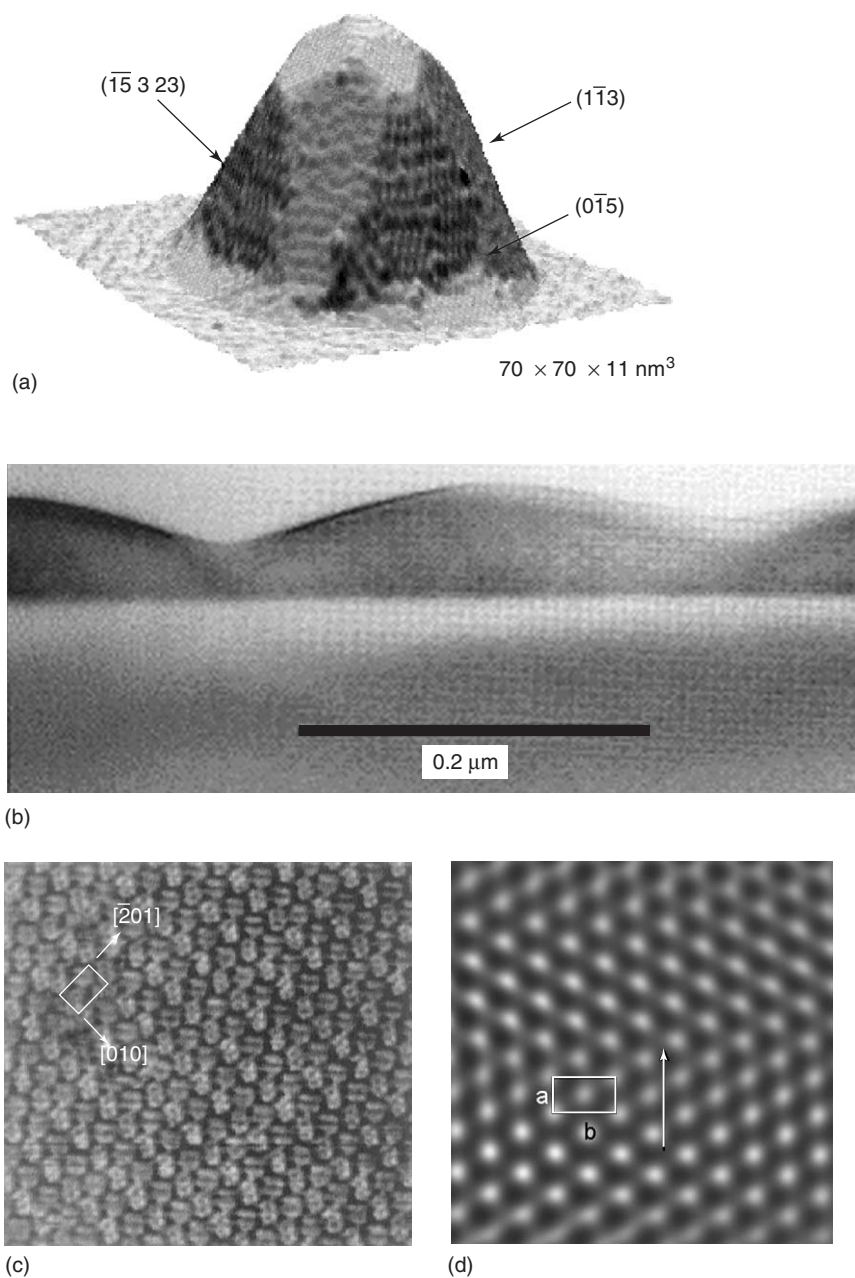 (1̅5̅ 3 23)
(11̅3)
(01̅5)
70 × 70 × 11 nm³
(a)
0.2 μm
(b)
[2̅01]
[010]
(c)
a
b
(d)